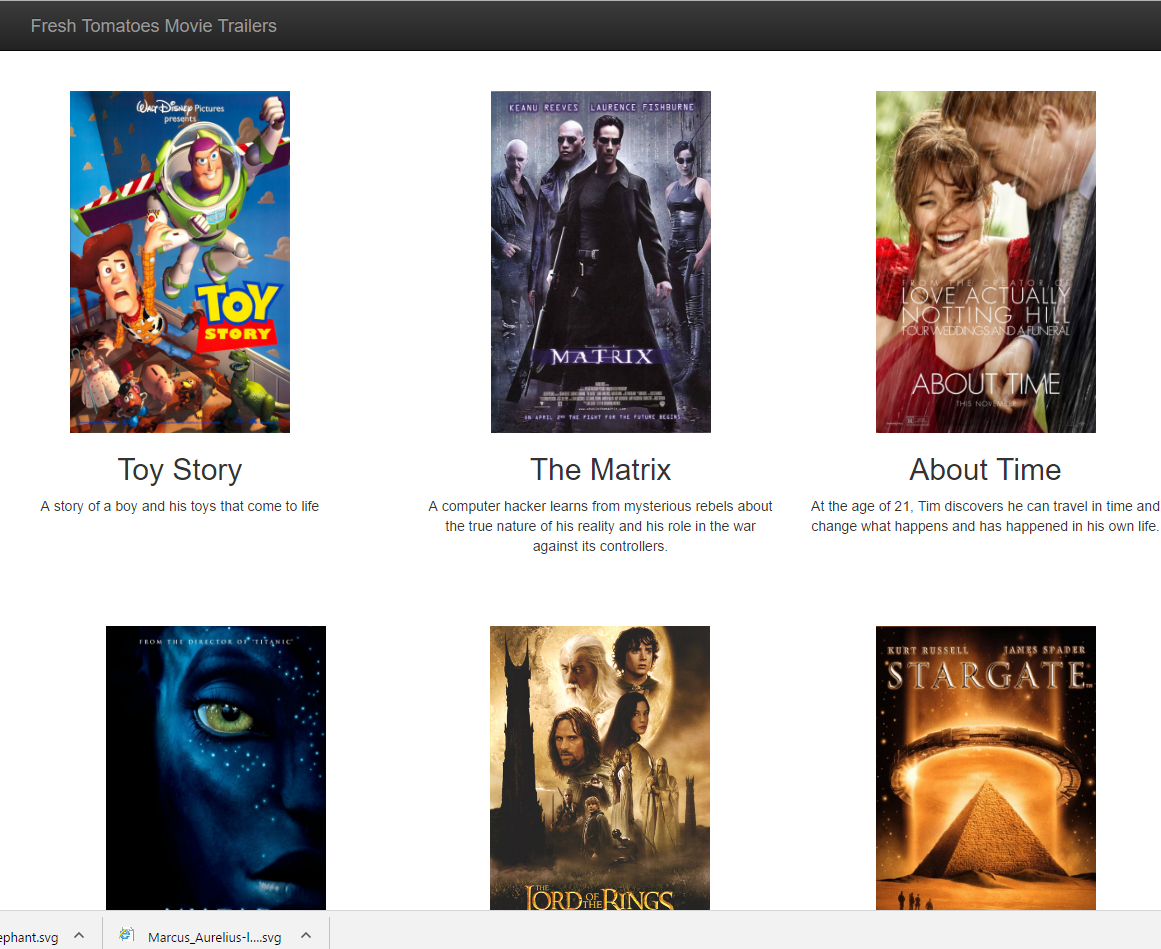 Fresh Tomatoes Movie Trailers
WALT DISNEY Pictures
presents
TOY
STORY
KEANU REEVES LAURENCE FISHBURNE
THE
MATRIX
ON APRIL 2ND THE FIGHT FOR THE FUTURE BEGINS
FROM THE CREATOR OF
LOVE ACTUALLY
NOTTING HILL
FOUR WEDDINGS AND A FUNERAL
ABOUT TIME
THIS NOVEMBER
R
Toy Story
The Matrix
About Time
A story of a boy and his toys that come to life
A computer hacker learns from mysterious rebels about
the true nature of his reality and his role in the war
against its controllers.
At the age of 21, Tim discovers he can travel in time and
change what happens and has happened in his own life.
FROM THE DIRECTOR OF "TITANIC"
AVATAR
THE
LORD OF THE RINGS
KURT RUSSELL JAMES SPADER
STARGATE
ephant.svg
Marcus_Aurelius-I....svg